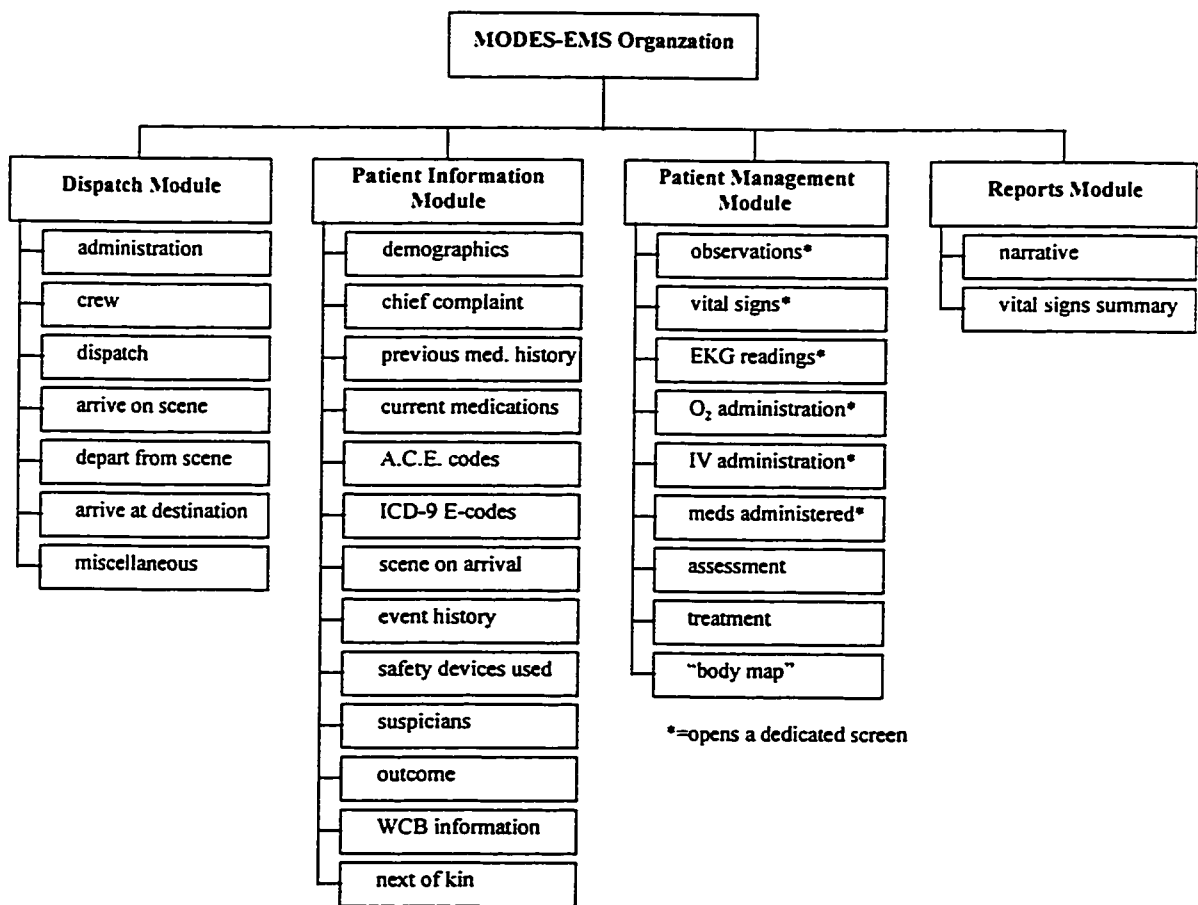 MODES-EMS Organzation
Dispatch Module
administration
crew
dispatch
arrive on scene
depart from scene
arrive at destination
miscellaneous
Patient Information
Module
demographics
chief complaint
previous med. history
current medications
A.C.E. codes
ICD-9 E-codes
scene on arrival
event history
safety devices used
suspicians
outcome
WCB information
next of kin
Patient Management
Module
observations*
vital signs*
EKG readings*
O₂ administration*
IV administration*
meds administered*
assessment
treatment
"body map"
*=opens a dedicated screen
Reports Module
narrative
vital signs summary